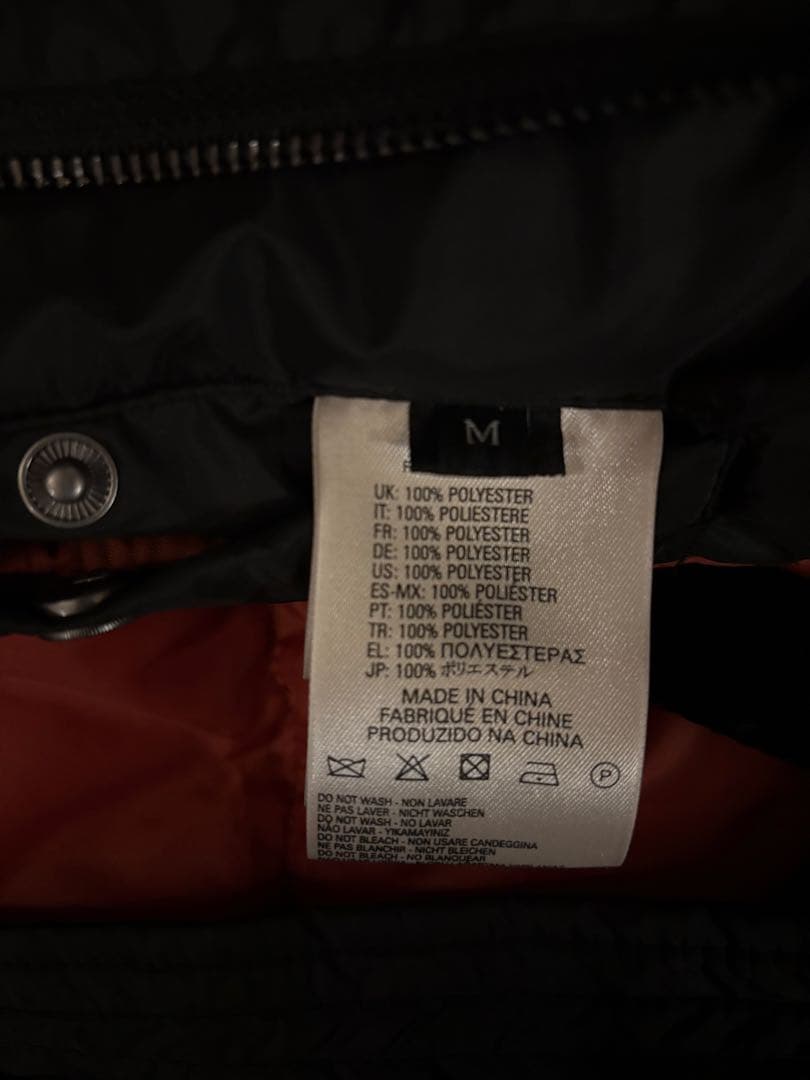 M
UK: 100% POLYESTER
IT: 100% POLIESTERE
FR: 100% POLYESTER
DE: 100% POLYESTER
US: 100% POLYESTER
ES-MX: 100% POLIÉSTER
PT: 100% POLIÉSTER
TR: 100% POLYESTER
EL: 100% ΠΟΛΥΕΣΤΕΡΑΣ
JP: 100% ポリエステル
MADE IN CHINA
FABRIQUÉ EN CHINE
PRODUZIDO NA CHINA
P
DO NOT WASH - NON LAVARE
NE PAS LAVER - NICHT WASCHEN
DO NOT WASH - NO LAVAR
NÃO LAVAR - YIKAMAYINIZ
DO NOT BLEACH - NON USARE CANDEGGINA
NE PAS BLANCHIR - NICHT BLEICHEN
DO NOT BLEACH - NO BLANQUEAR